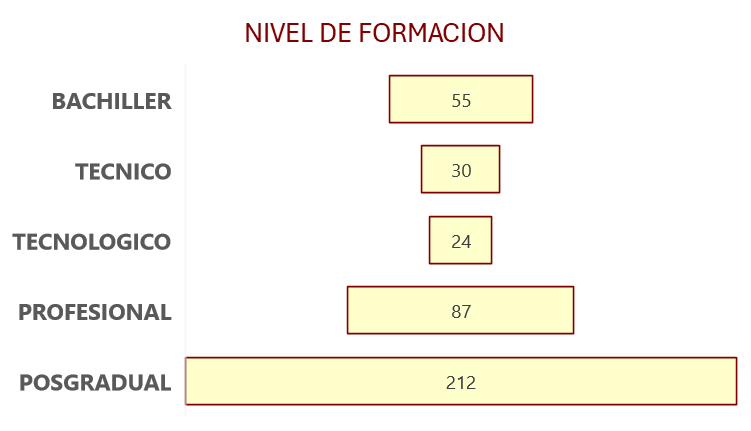 NIVEL DE FORMACION
BACHILLER 55
TECNICO 30
TECNOLOGICO 24
PROFESIONAL 87
POSGRADUAL 212